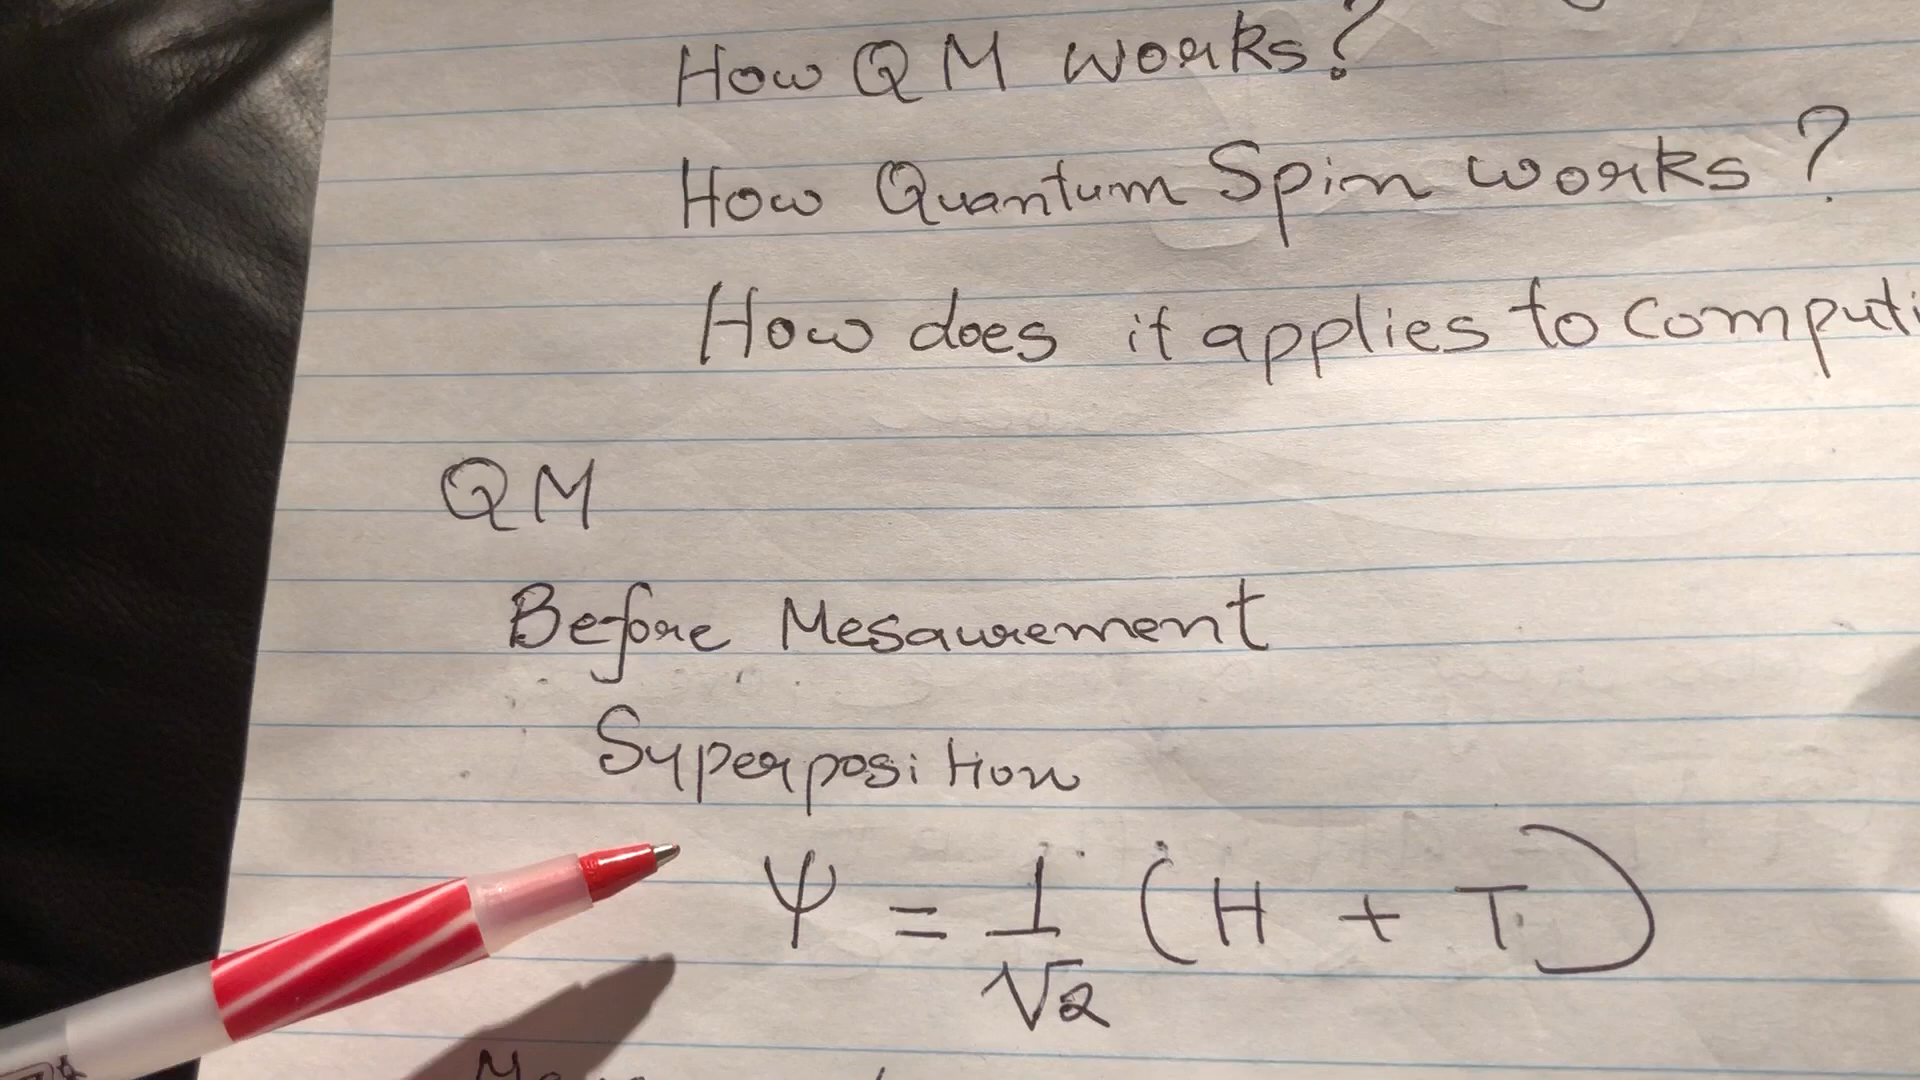 How QM works?
How Quantum Spin works?
How does it applies to computi
QM
Before Mesaurement
Superposition
Ψ = 1/√2 (H + T)